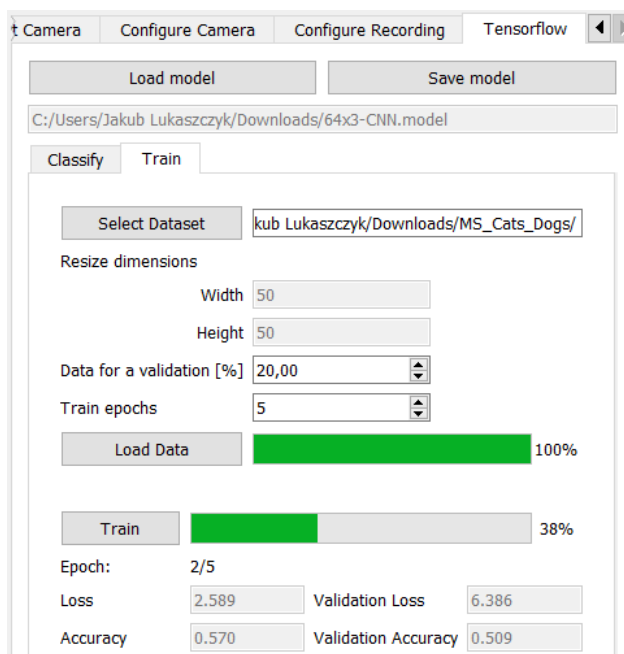 t Camera Configure Camera Configure Recording Tensorflow
Load model Save model
C:/Users/Jakub Lukaszczyk/Downloads/64x3-CNN.model
Classify Train
Select Dataset kub Lukaszczyk/Downloads/MS_Cats_Dogs/
Resize dimensions
Width 50
Height 50
Data for a validation [%] 20,00
Train epochs 5
Load Data 100%
Train 38%
Epoch: 2/5
Loss 2.589 Validation Loss 6.386
Accuracy 0.570 Validation Accuracy 0.509